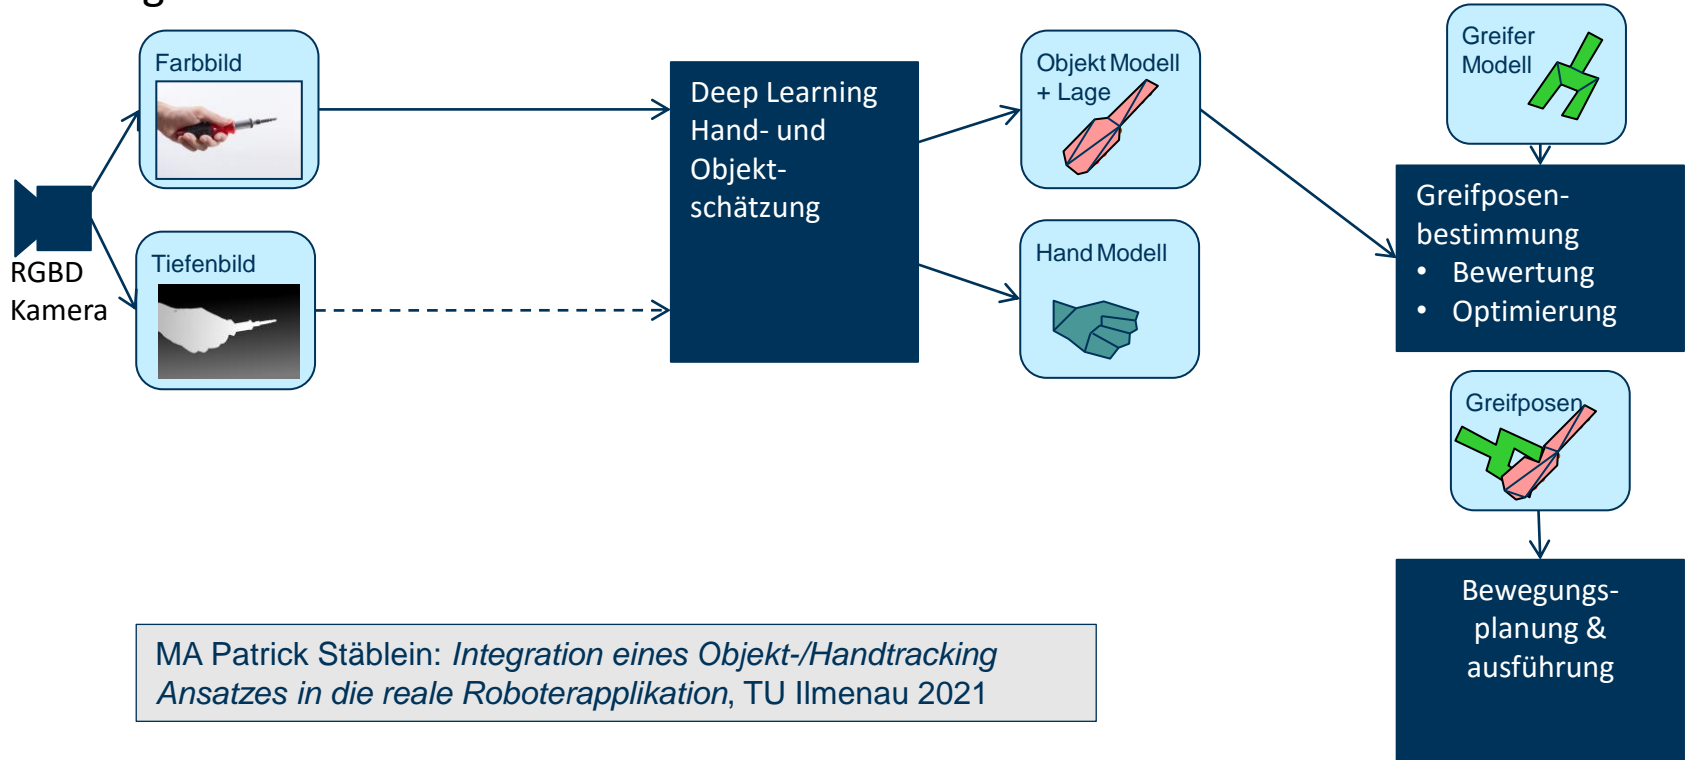 Farbbild
Tiefenbild
RGBD
Kamera
Deep Learning
Hand- und
Objekt-
schätzung
Objekt Modell
+ Lage
Hand Modell
Greifer
Modell
Greifposen-
bestimmung
• Bewertung
• Optimierung
Greifposen
Bewegungs-
planung &
ausführung
MA Patrick Stäblein: Integration eines Objekt-/Handtracking
Ansatzes in die reale Roboterapplikation, TU Ilmenau 2021